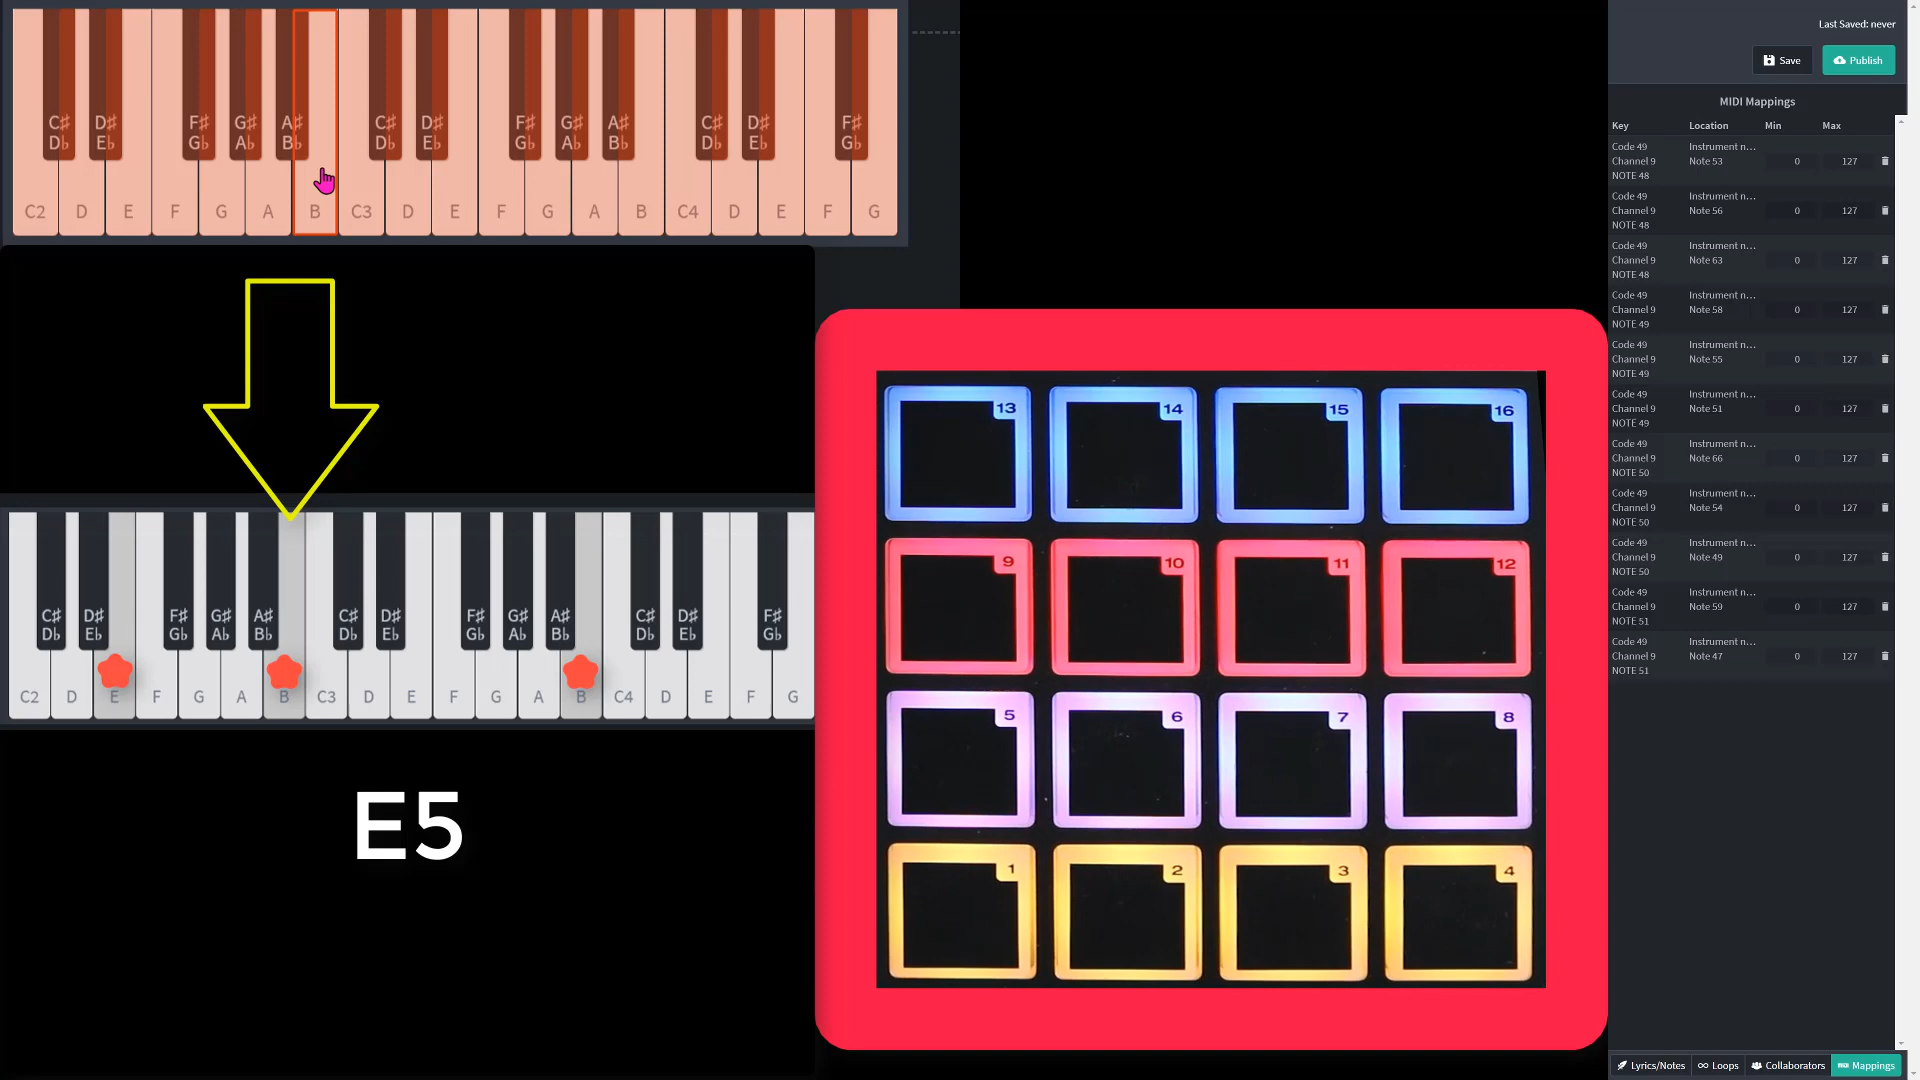 C♯ D♯ F♯ G♯ A♯ C♯ D♯ F♯ G♯ A♯ C♯ D♯ F♯
D♭ E♭ G♭ A♭ B♭ D♭ E♭ G♭ A♭ B♭ D♭ E♭ G♭
C2 D E F G A B C3 D E F G A B C4 D E F G
C♯ D♯ F♯ G♯ A♯ C♯ D♯ F♯ G♯ A♯ C♯ D♯ F♯
D♭ E♭ G♭ A♭ B♭ D♭ E♭ G♭ A♭ B♭ D♭ E♭ G♭
C2 D E F G A B C3 D E F G A B C4 D E F G
E5
13 14 15 16
9 10 11 12
5 6 7 8
1 2 3 4
Last Saved: never
Save Publish
MIDI Mappings
Key Location Min Max
Code 49 Instrument n...
Channel 9 Note 53 0 127
NOTE 48
Code 49 Instrument n...
Channel 9 Note 56 0 127
NOTE 48
Code 49 Instrument n...
Channel 9 Note 63 0 127
NOTE 48
Code 49 Instrument n...
Channel 9 Note 58 0 127
NOTE 49
Code 49 Instrument n...
Channel 9 Note 55 0 127
NOTE 49
Code 49 Instrument n...
Channel 9 Note 51 0 127
NOTE 49
Code 49 Instrument n...
Channel 9 Note 66 0 127
NOTE 50
Code 49 Instrument n...
Channel 9 Note 54 0 127
NOTE 50
Code 49 Instrument n...
Channel 9 Note 49 0 127
NOTE 50
Code 49 Instrument n...
Channel 9 Note 59 0 127
NOTE 51
Code 49 Instrument n...
Channel 9 Note 47 0 127
NOTE 51
Lyrics/Notes Loops Collaborators Mappings